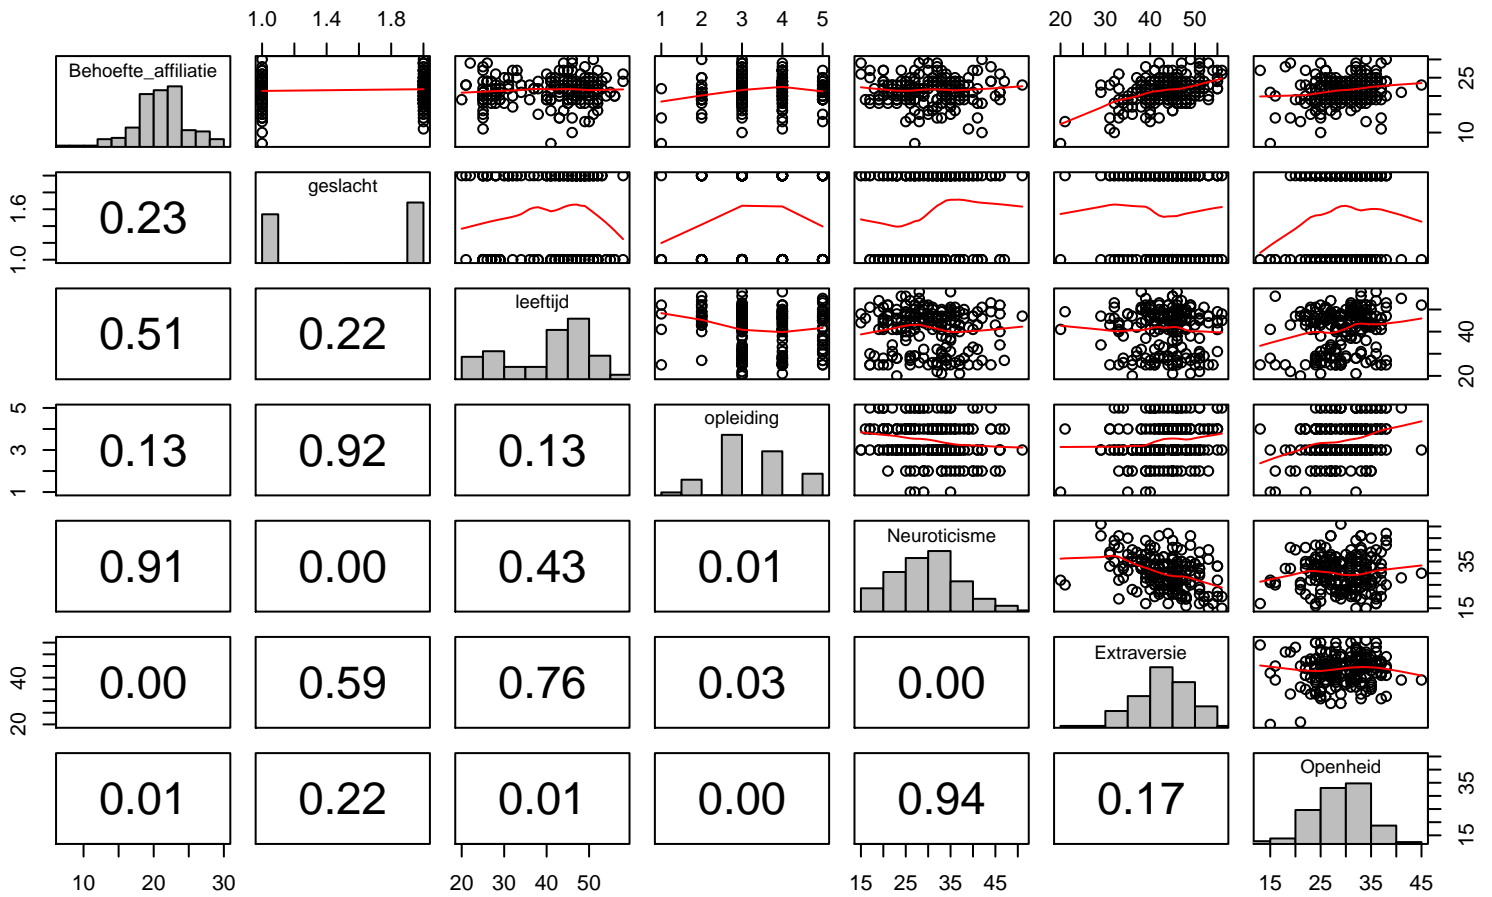 1.0 1.4 1.8 1 2 3 4 5 20 30 40 50
Behoefte_affiliatie
10 25
1.0 1.6
0.23
geslacht
0.51 0.22
leeftijd
20 40
1 3 5
0.13 0.92 0.13
opleiding
0.91 0.00 0.43 0.01
Neuroticisme
15 35
20 40
0.00 0.59 0.76 0.03 0.00
Extraversie
0.01 0.22 0.01 0.00 0.94 0.17
Openheid
15 35
10 20 30 20 30 40 50 15 25 35 45 15 25 35 45